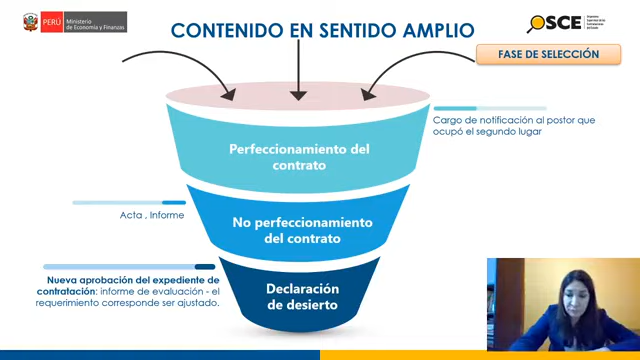 PERÚ
Ministerio
de Economía y Finanzas
CONTENIDO EN SENTIDO AMPLIO
OSCE
FASE DE SELECCIÓN
Cargo de notificación al postor que
ocupó el segundo lugar
Perfeccionamiento del
contrato
Acta , Informe
No perfeccionamiento
del contrato
Nueva aprobación del expediente de
contratación: informe de evaluación - el
requerimiento corresponde ser ajustado.
Declaración
de desierto